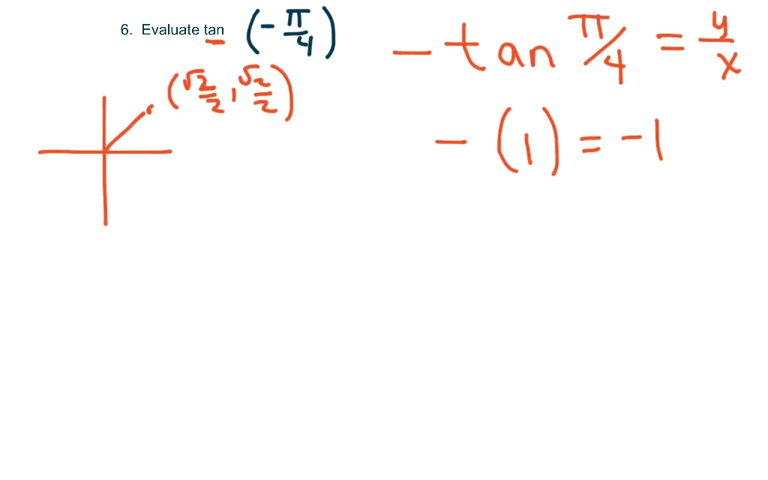 6. Evaluate tan (-π/4)
(√2/2, √2/2)
- tan π/4 = y/x
- (1) = -1